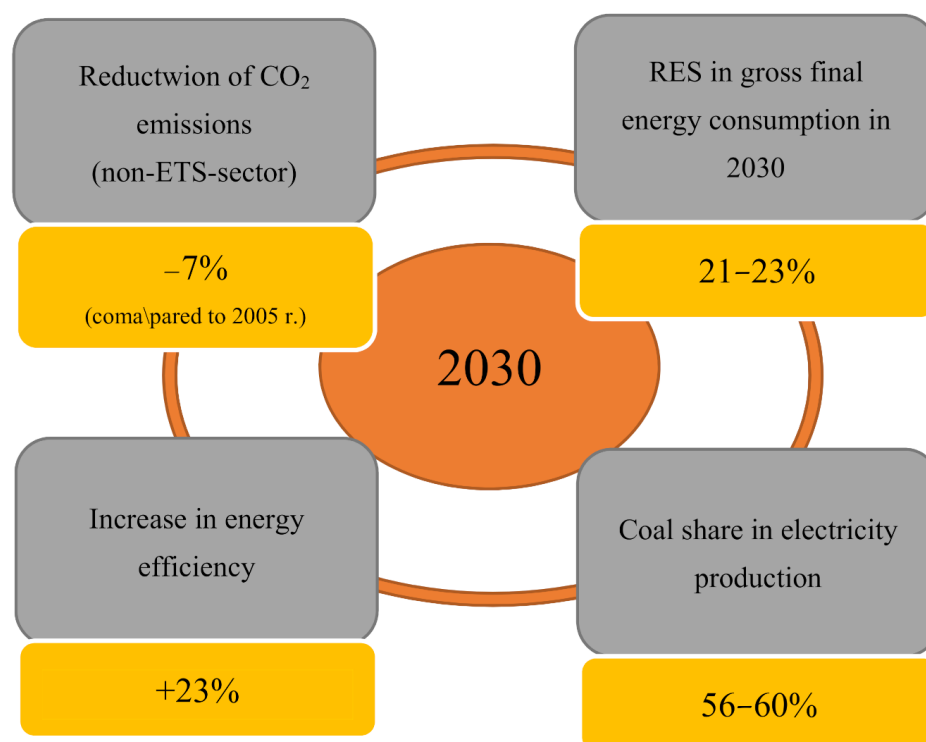 Reductwion of CO₂
emissions
(non-ETS-sector)
–7%
(coma\pared to 2005 r.)
RES in gross final
energy consumption in
2030
21–23%
2030
Increase in energy
efficiency
+23%
Coal share in electricity
production
56–60%